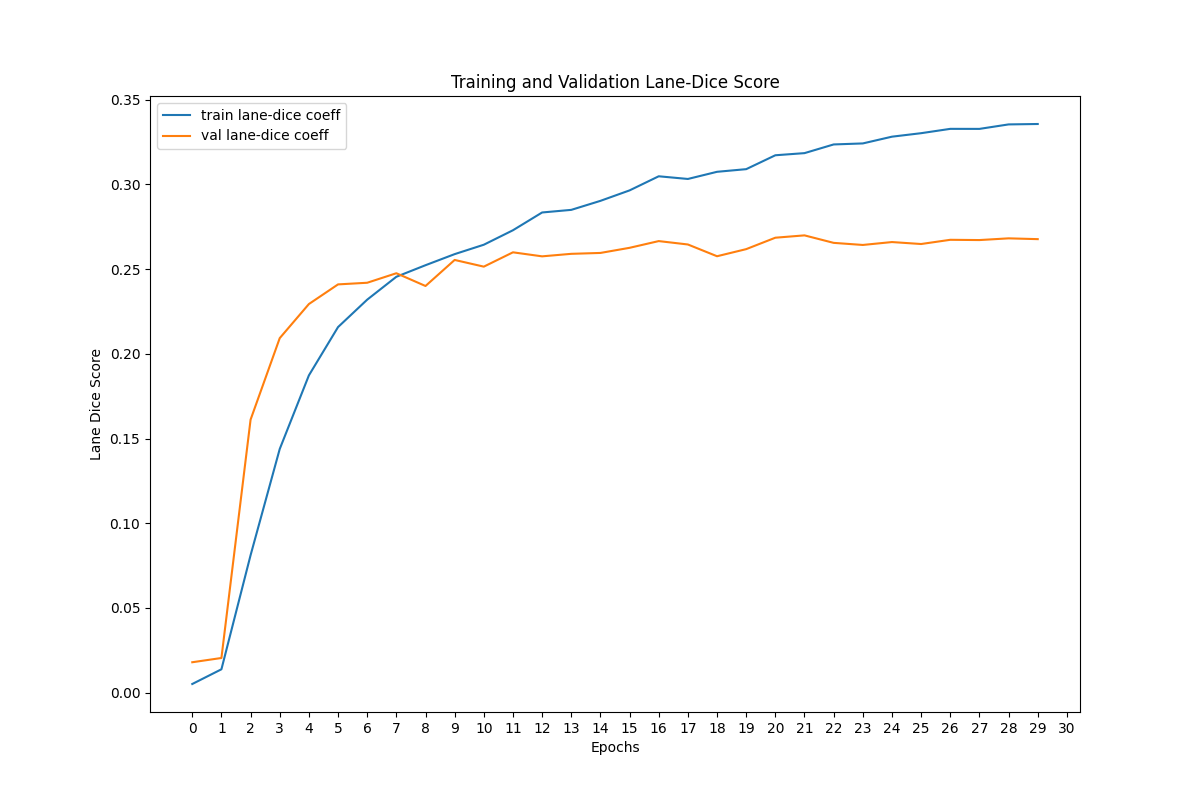 Training and Validation Lane-Dice Score
train lane-dice coeff
val lane-dice coeff
0.35
0.30
0.25
0.20
0.15
0.10
0.05
0.00
Lane Dice Score
0 1 2 3 4 5 6 7 8 9 10 11 12 13 14 15 16 17 18 19 20 21 22 23 24 25 26 27 28 29 30
Epochs